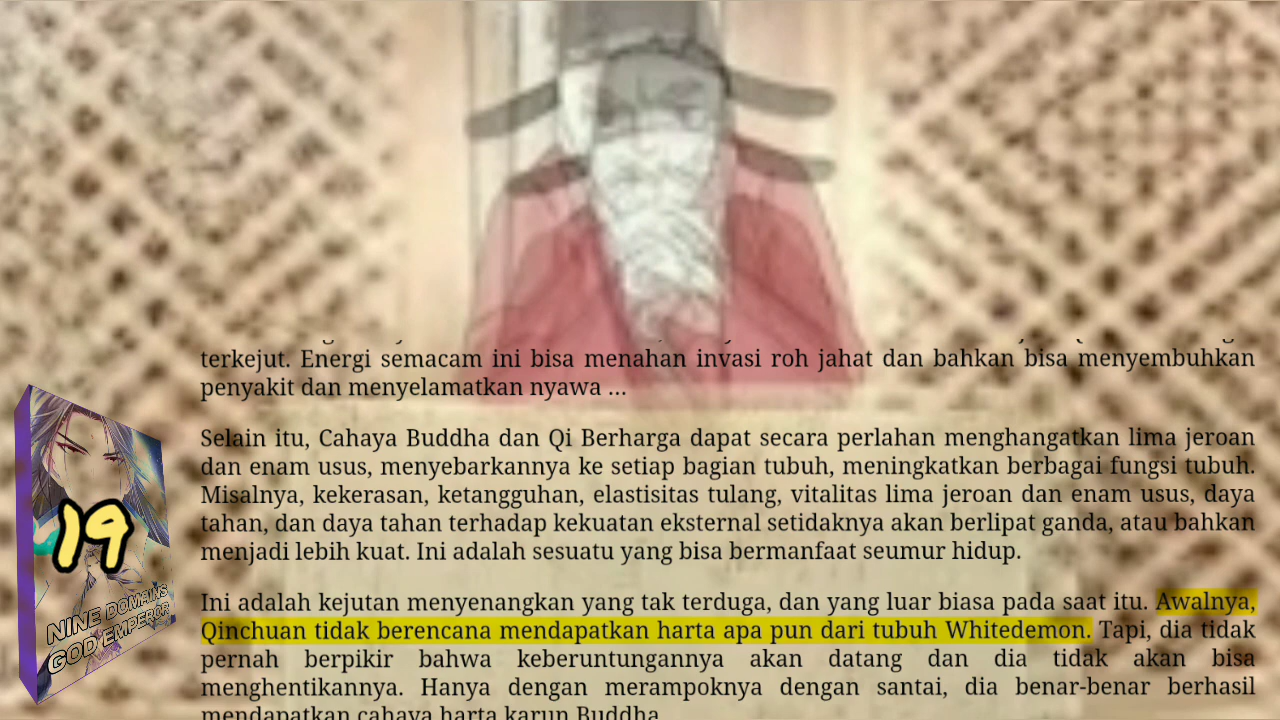 terkejut. Energi semacam ini bisa menahan invasi roh jahat dan bahkan bisa menyembuhkan
penyakit dan menyelamatkan nyawa ...
Selain itu, Cahaya Buddha dan Qi Berharga dapat secara perlahan menghangatkan lima jeroan
dan enam usus, menyebarkannya ke setiap bagian tubuh, meningkatkan berbagai fungsi tubuh.
Misalnya, kekerasan, ketangguhan, elastisitas tulang, vitalitas lima jeroan dan enam usus, daya
tahan, dan daya tahan terhadap kekuatan eksternal setidaknya akan berlipat ganda, atau bahkan
menjadi lebih kuat. Ini adalah sesuatu yang bisa bermanfaat seumur hidup.
Ini adalah kejutan menyenangkan yang tak terduga, dan yang luar biasa pada saat itu. Awalnya,
Qinchuan tidak berencana mendapatkan harta apa pun dari tubuh Whitedemon. Tapi, dia tidak
pernah berpikir bahwa keberuntungannya akan datang dan dia tidak akan bisa
menghentikannya. Hanya dengan merampoknya dengan santai, dia benar-benar berhasil
mendapatkan cahaya harta karun Buddha
19
NINE DOMAINS
GOD EMPEROR